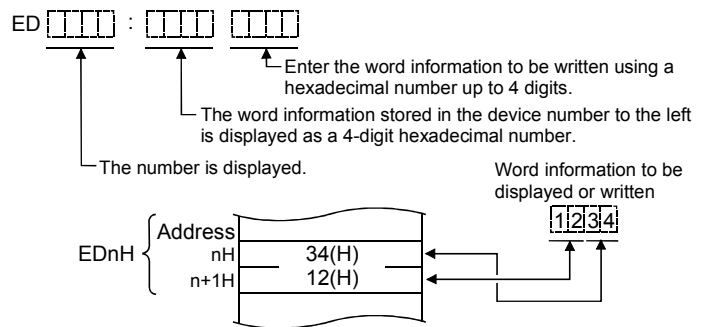 ED :
Enter the word information to be written using a
hexadecimal number up to 4 digits.
The word information stored in the device number to the left
is displayed as a 4-digit hexadecimal number.
The number is displayed.
Word information to be
displayed or written
1234
Address
EDnH
nH 34(H)
n+1H 12(H)